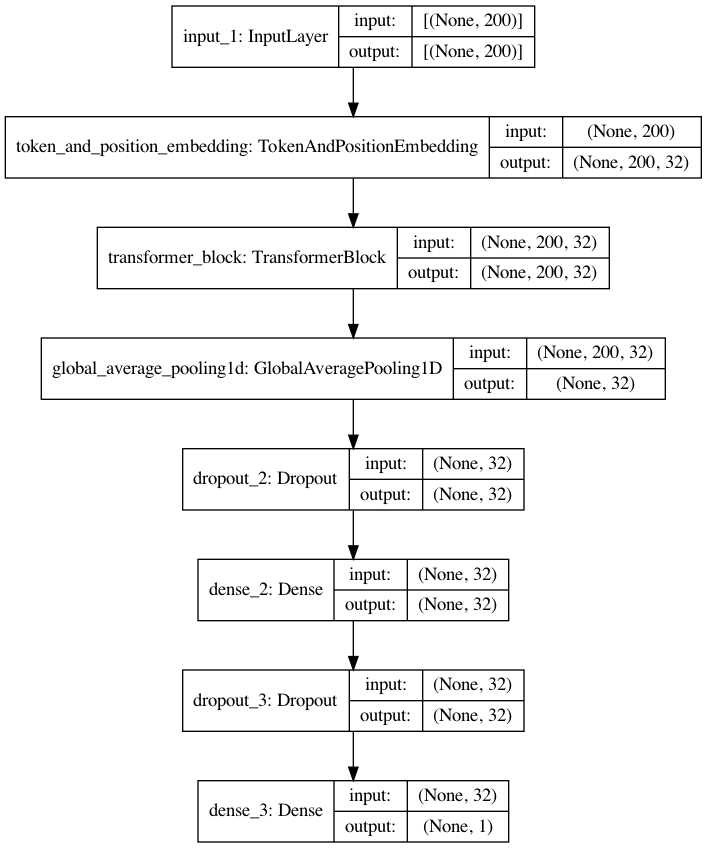 input_1: InputLayer
input:
[(None, 200)]
output:
[(None, 200)]
token_and_position_embedding: TokenAndPositionEmbedding
input:
(None, 200)
output:
(None, 200, 32)
transformer_block: TransformerBlock
input:
(None, 200, 32)
output:
(None, 200, 32)
global_average_pooling1d: GlobalAveragePooling1D
input:
(None, 200, 32)
output:
(None, 32)
dropout_2: Dropout
input:
(None, 32)
output:
(None, 32)
dense_2: Dense
input:
(None, 32)
output:
(None, 32)
dropout_3: Dropout
input:
(None, 32)
output:
(None, 32)
dense_3: Dense
input:
(None, 32)
output:
(None, 1)